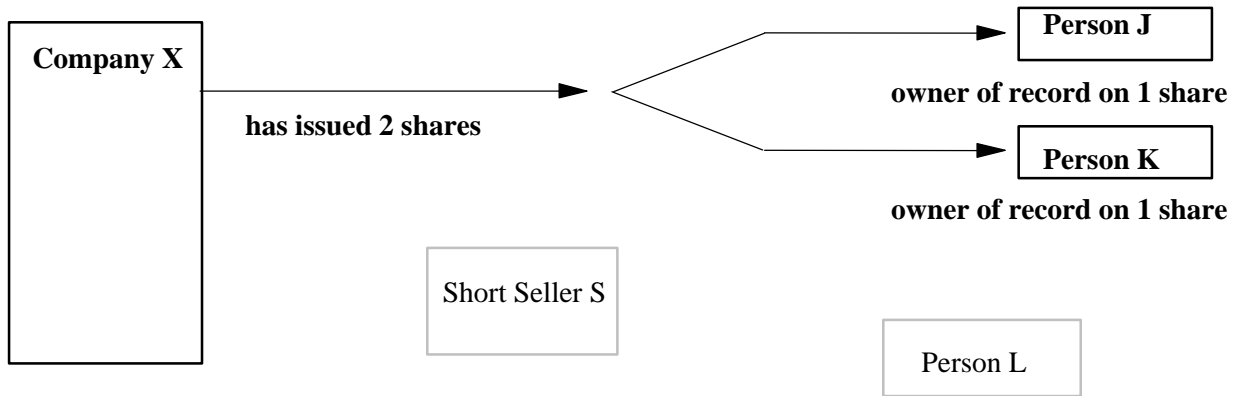 Company X
has issued 2 shares
Person J
owner of record on 1 share
Person K
owner of record on 1 share
Short Seller S
Person L